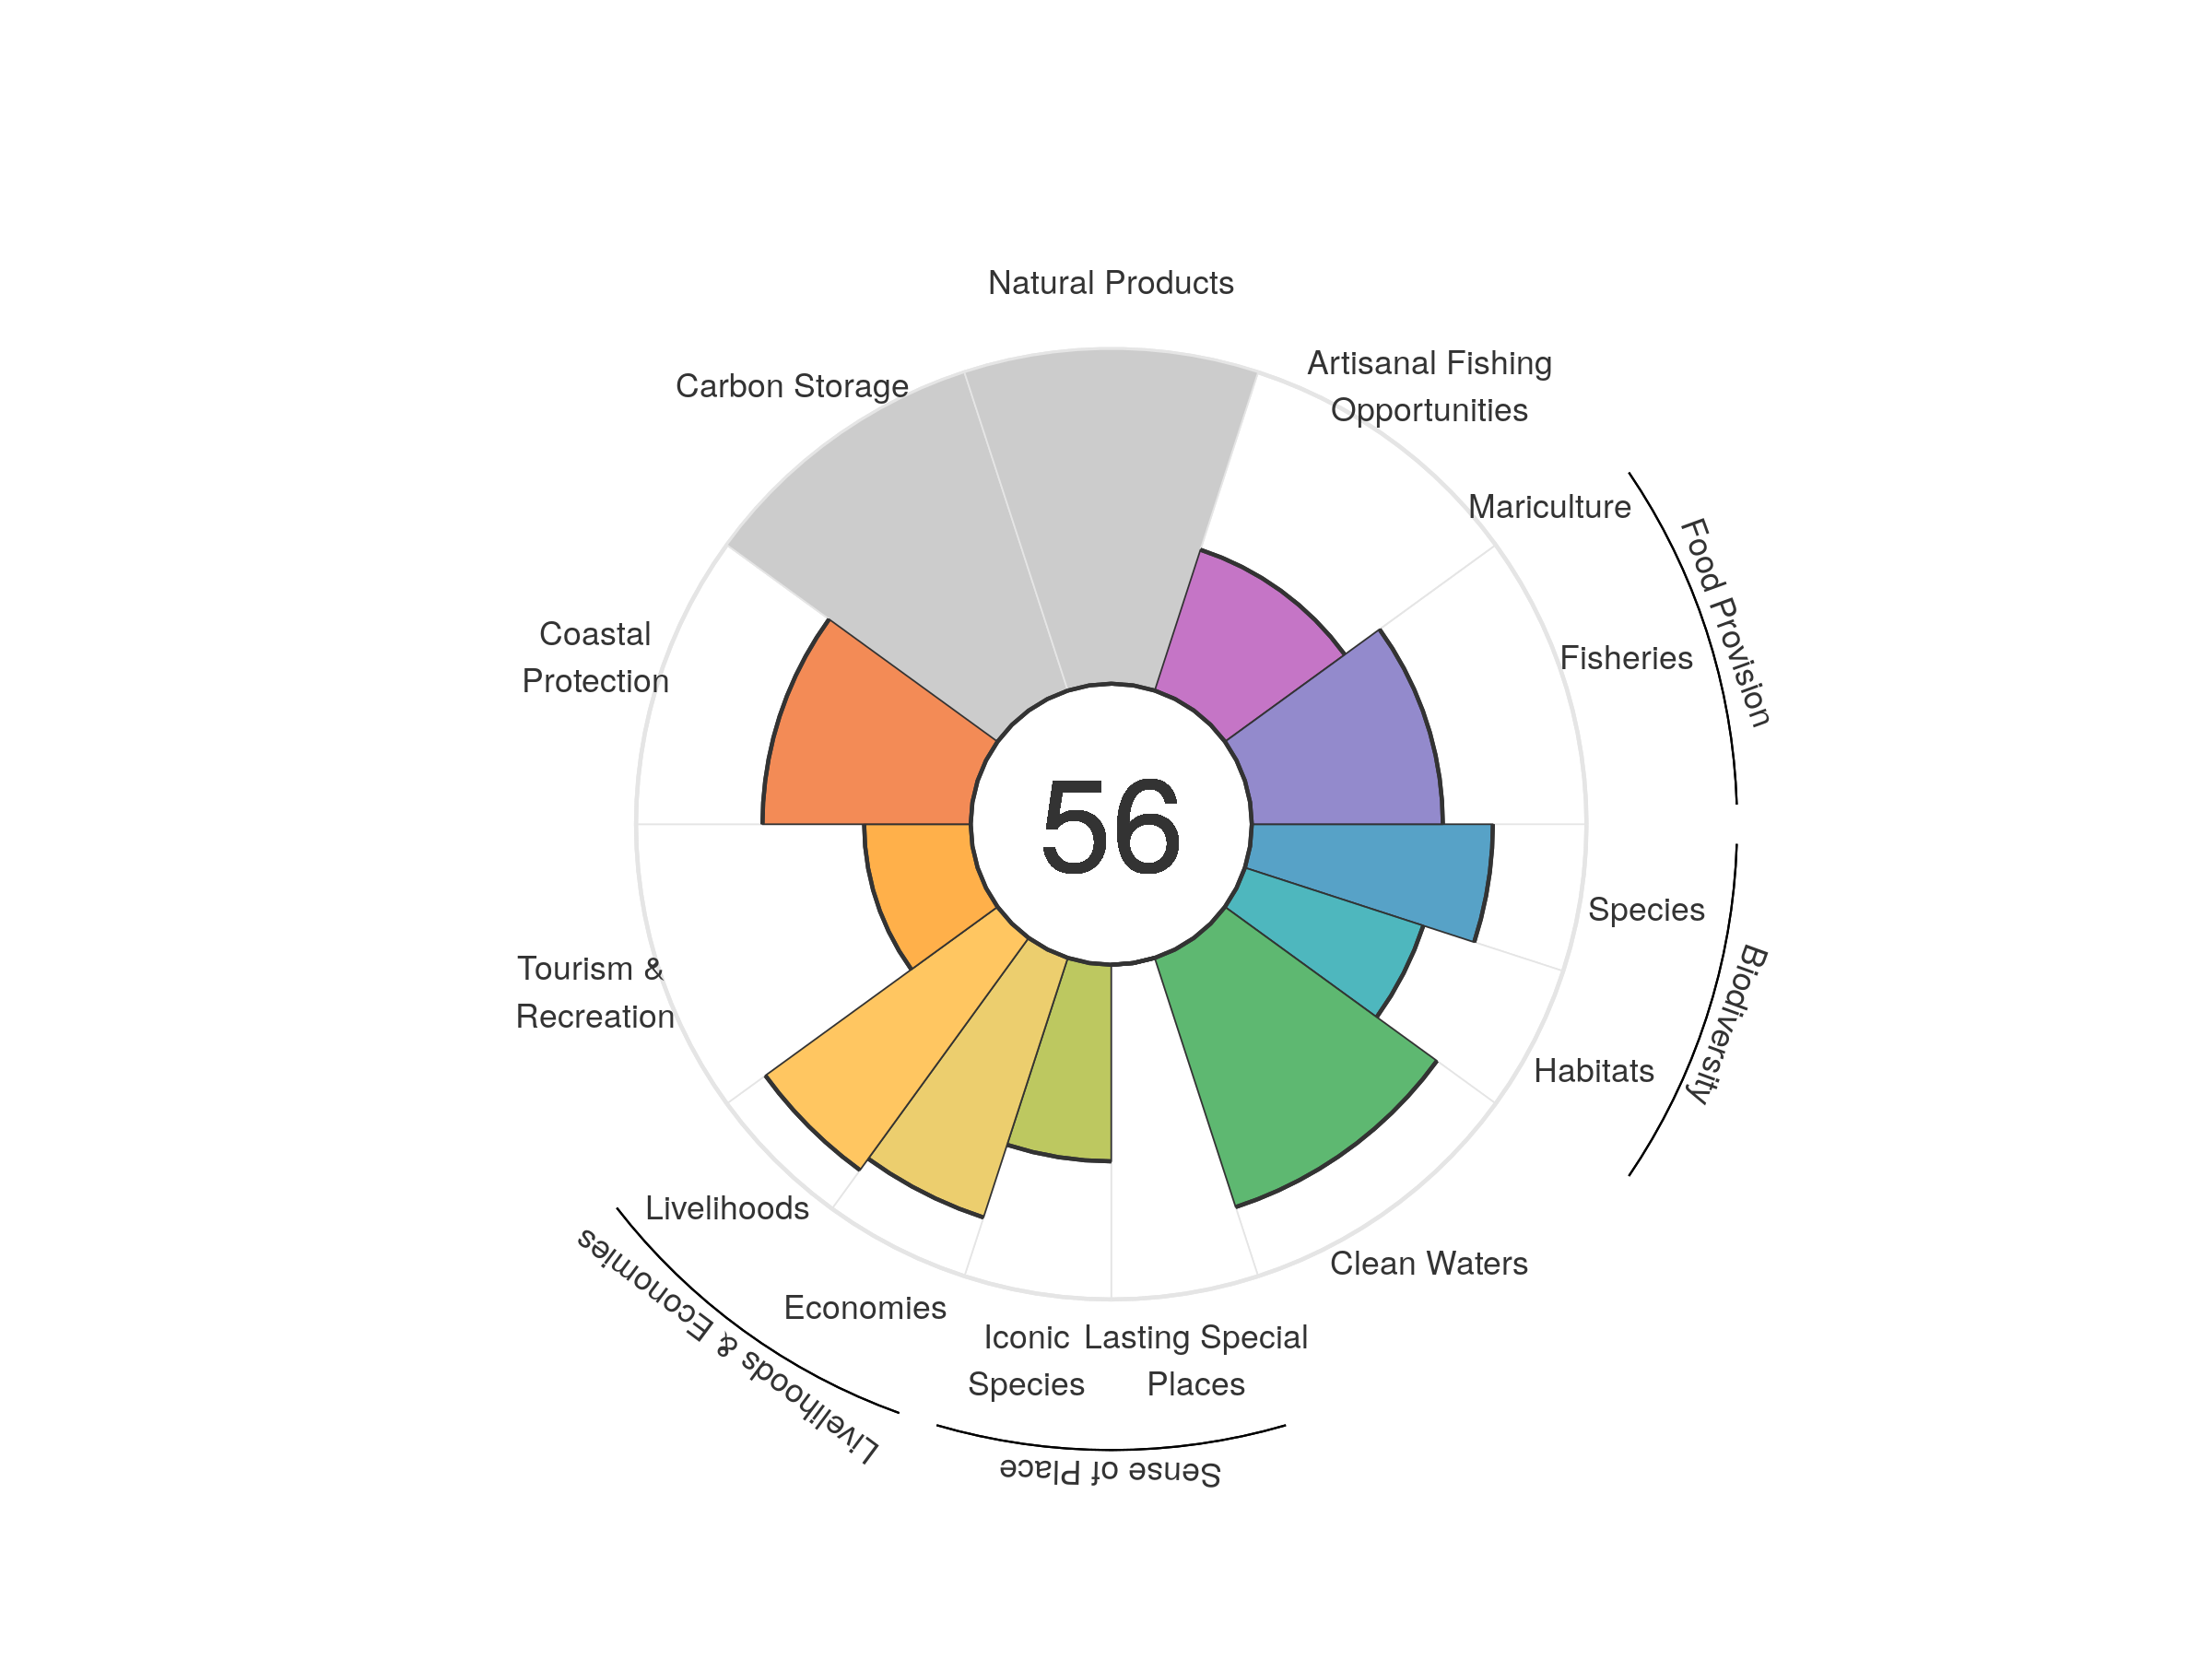 Natural Products
Artisanal Fishing
Opportunities
Carbon Storage
Mariculture
Food Provision
Fisheries
Coastal
Protection
56
Species
Biodiversity
Tourism &
Recreation
Habitats
Livelihoods
Clean Waters
Livelihoods & Economies
Economies
Iconic
Species
Lasting Special
Places
Sense of Place